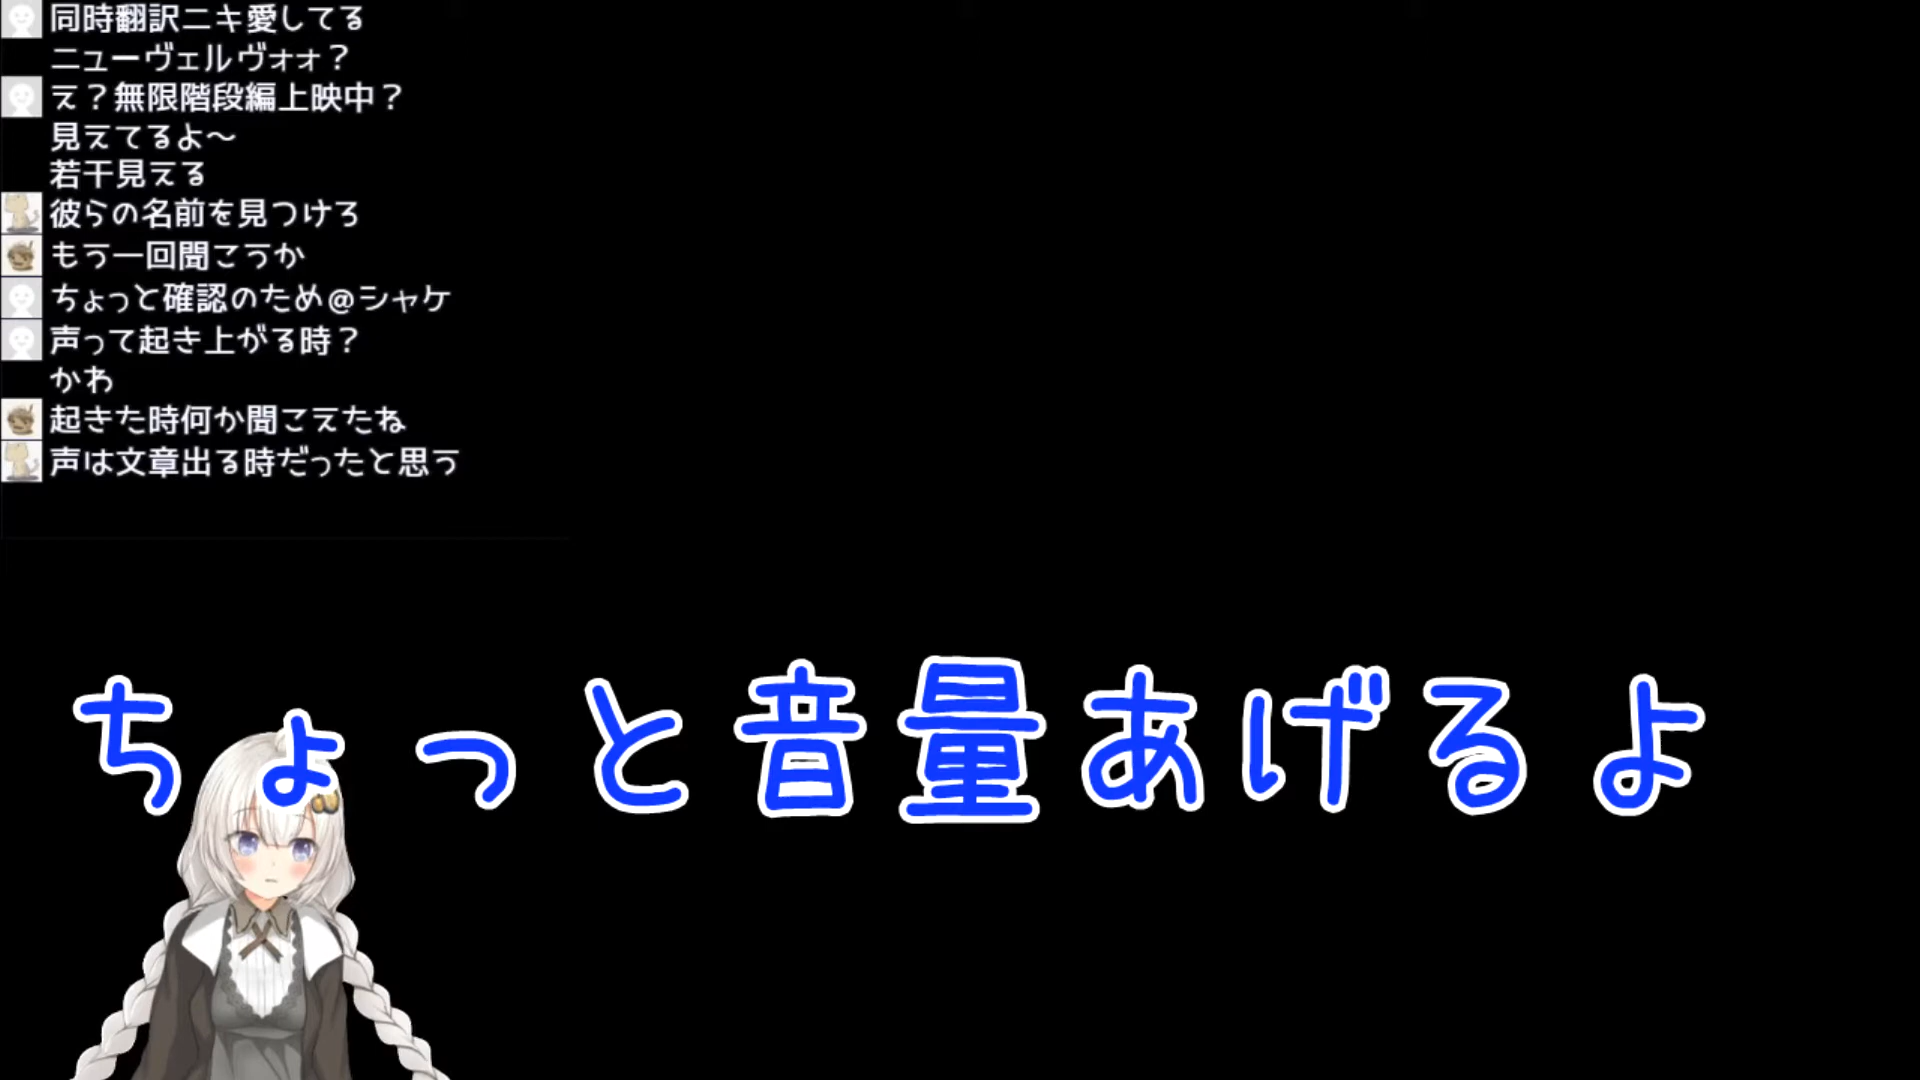 同時翻訳ニキ愛してる
ニューヴェルヴォォ？
え？無限階段編上映中？
見えてるよ～
若干見える
彼らの名前を見つけろ
もう一回聞こうか
ちょっと確認のため@シャケ
声って起き上がる時？
かわ
起きた時何か聞こえたね
声は文章出る時だったと思う
ちょっと音量あげるよ